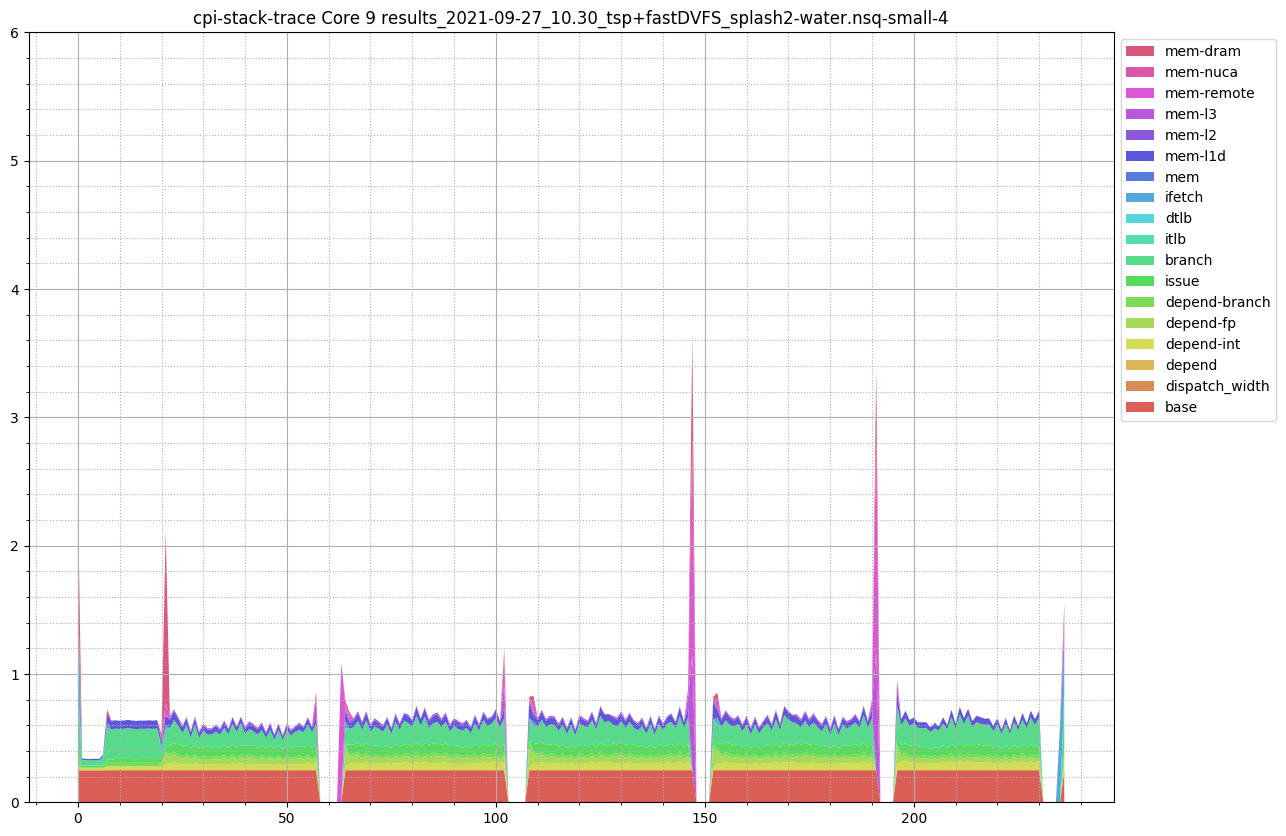 cpi-stack-trace Core 9 results_2021-09-27_10.30_tsp+fastDVFS_splash2-water.nsq-small-4
6
5
4
3
2
1
0
0 50 100 150 200
mem-dram
mem-nuca
mem-remote
mem-l3
mem-l2
mem-l1d
mem
ifetch
dtlb
itlb
branch
issue
depend-branch
depend-fp
depend-int
depend
dispatch_width
base